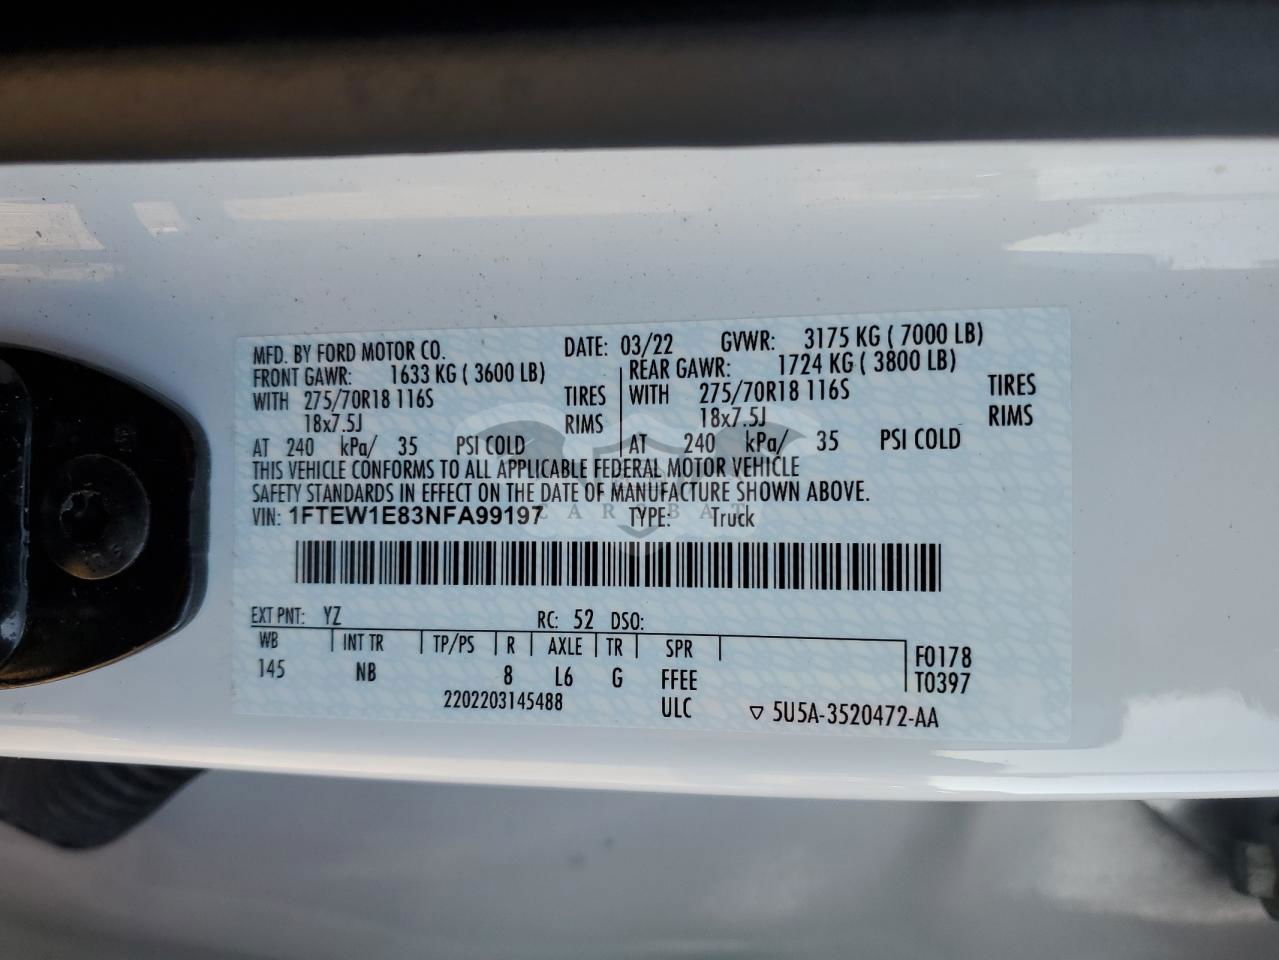 MFD. BY FORD MOTOR CO. DATE: 03/22 GVWR: 3175 KG ( 7000 LB)
FRONT GAWR: 1633 KG ( 3600 LB) REAR GAWR: 1724 KG ( 3800 LB)
WITH 275/70R18 116S TIRES WITH 275/70R18 116S TIRES
18x7.5J RIMS 18x7.5J RIMS
AT 240 kPa/ 35 PSI COLD AT 240 kPa/ 35 PSI COLD
THIS VEHICLE CONFORMS TO ALL APPLICABLE FEDERAL MOTOR VEHICLE
SAFETY STANDARDS IN EFFECT ON THE DATE OF MANUFACTURE SHOWN ABOVE.
VIN: 1FTEW1E83NFA99197 TYPE: Truck
CAR BAT
EXT PNT: YZ RC: 52 DSO:
WB INT TR TP/PS R AXLE TR SPR F0178
145 NB 8 L6 G FFEE T0397
2202203145488 ULC ▽ 5U5A-3520472-AA